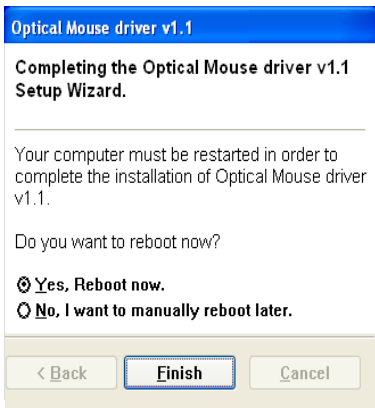 Optical Mouse driver v1.1
Completing the Optical Mouse driver v1.1
Setup Wizard.
Your computer must be restarted in order to
complete the installation of Optical Mouse driver
v1.1.
Do you want to reboot now?
Yes, Reboot now.
No, I want to manually reboot later.
< Back Finish Cancel